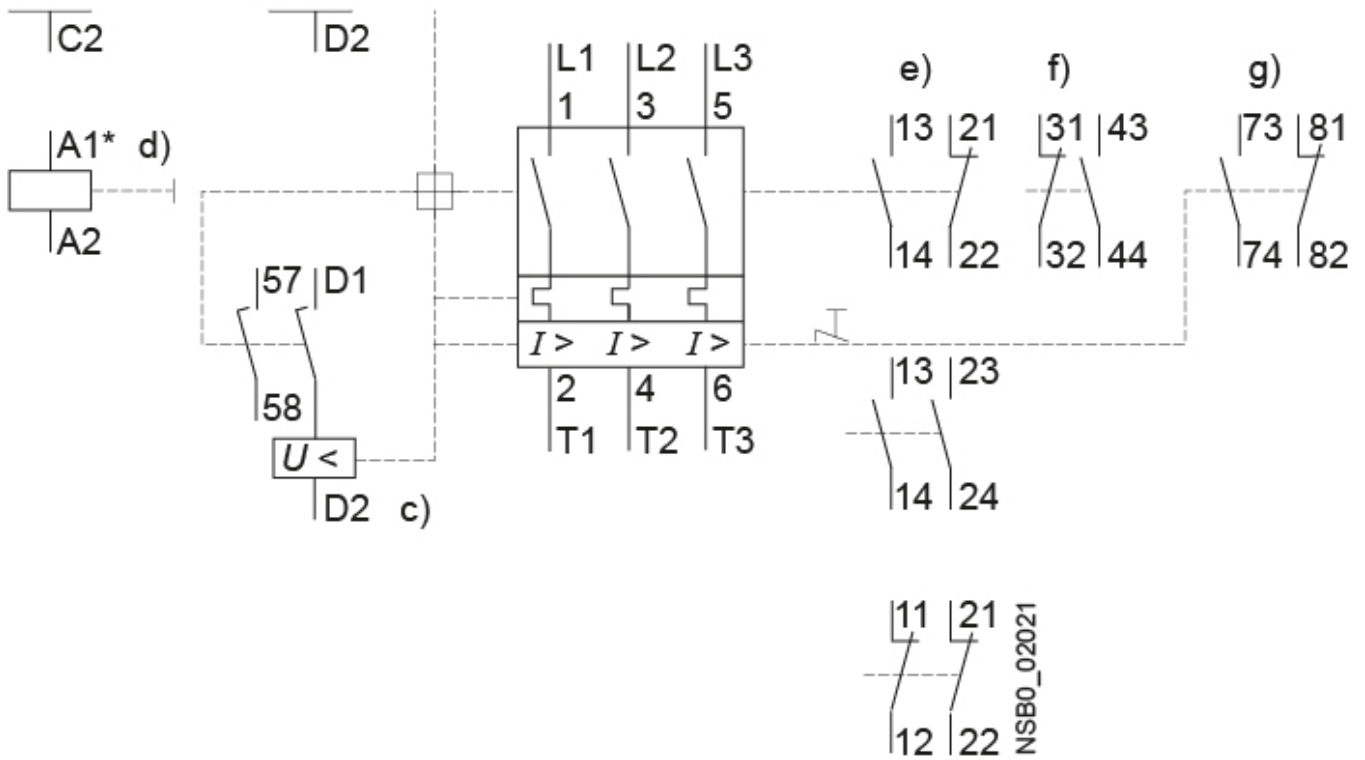 C2
D2
L1 L2 L3
1 3 5
e) f) g)
13 21 31 43 73 81
A1* d)
A2
14 22 32 44 74 82
57 D1
58
U <
D2 c)
I > I > I >
2 4 6
T1 T2 T3
13 23
14 24
11 21
12 22
NSB0_02021